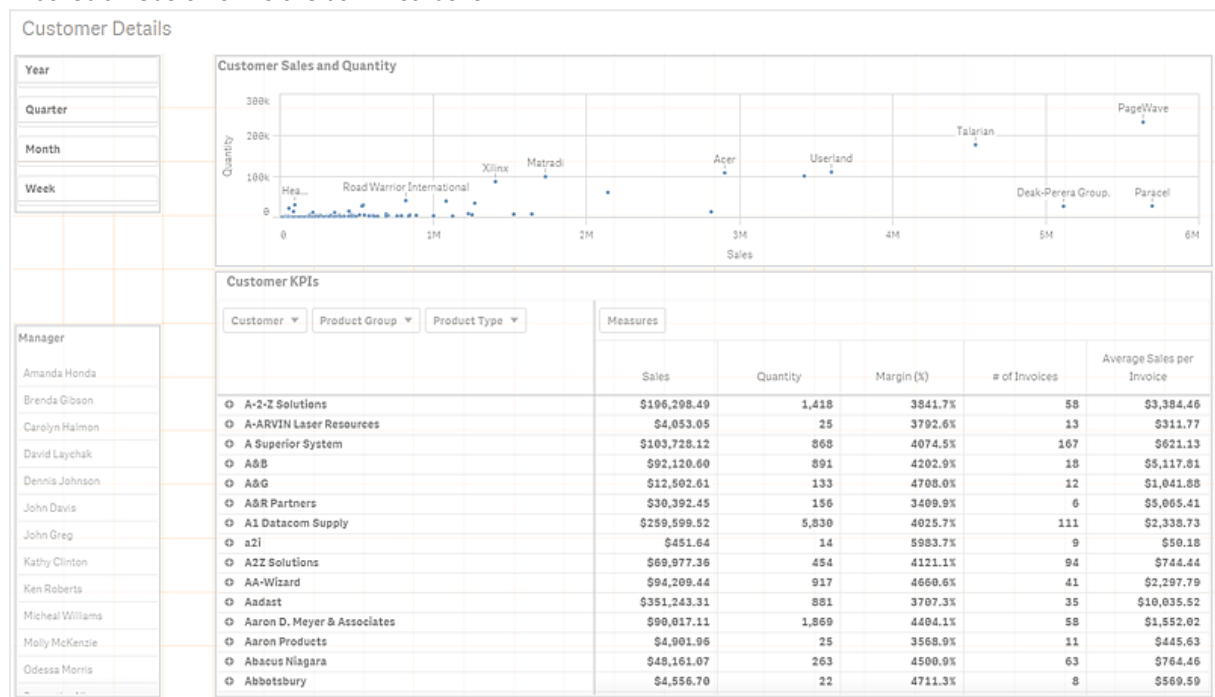 Customer Details
Year
Quarter
Month
Week
Customer Sales and Quantity
Quantity
300k
200k
100k
0
PageWave
Talarian
Acer
Userland
Xilinx
Matradi
Hea...
Road Warrior International
Deak-Perera Group.
Paracel
0 1M 2M 3M 4M 5M 6M
Sales
Customer KPIs
Customer Product Group Product Type Measures
Sales Quantity Margin (%) # of Invoices Average Sales per Invoice
A-2-Z Solutions $196,298.49 1,418 3841.7% 58 $3,384.46
A-ARVIN Laser Resources $4,053.05 25 3792.6% 13 $311.77
A Superior System $103,728.12 868 4074.5% 167 $621.13
A&B $92,120.60 891 4202.9% 18 $5,117.81
A&G $12,502.61 133 4708.0% 12 $1,041.88
A&R Partners $30,392.45 156 3409.9% 6 $5,065.41
A1 Datacom Supply $259,599.52 5,830 4025.7% 111 $2,338.73
a2i $451.64 14 5983.7% 9 $50.18
A2Z Solutions $69,977.36 454 4121.1% 94 $744.44
AA-Wizard $94,209.44 917 4660.6% 41 $2,297.79
Aadast $351,243.31 881 3707.3% 35 $10,035.52
Aaron D. Meyer & Associates $90,017.11 1,869 4404.1% 58 $1,552.02
Aaron Products $4,901.96 25 3568.9% 11 $445.63
Abacus Niagara $48,161.07 263 4500.9% 63 $764.46
Abbotsbury $4,556.70 22 4711.3% 8 $569.59
Manager
Amanda Honda
Brenda Gibson
Carolyn Halmon
David Laychak
Dennis Johnson
John Davis
John Greg
Kathy Clinton
Ken Roberts
Micheal Williams
Molly McKenzie
Odessa Morris